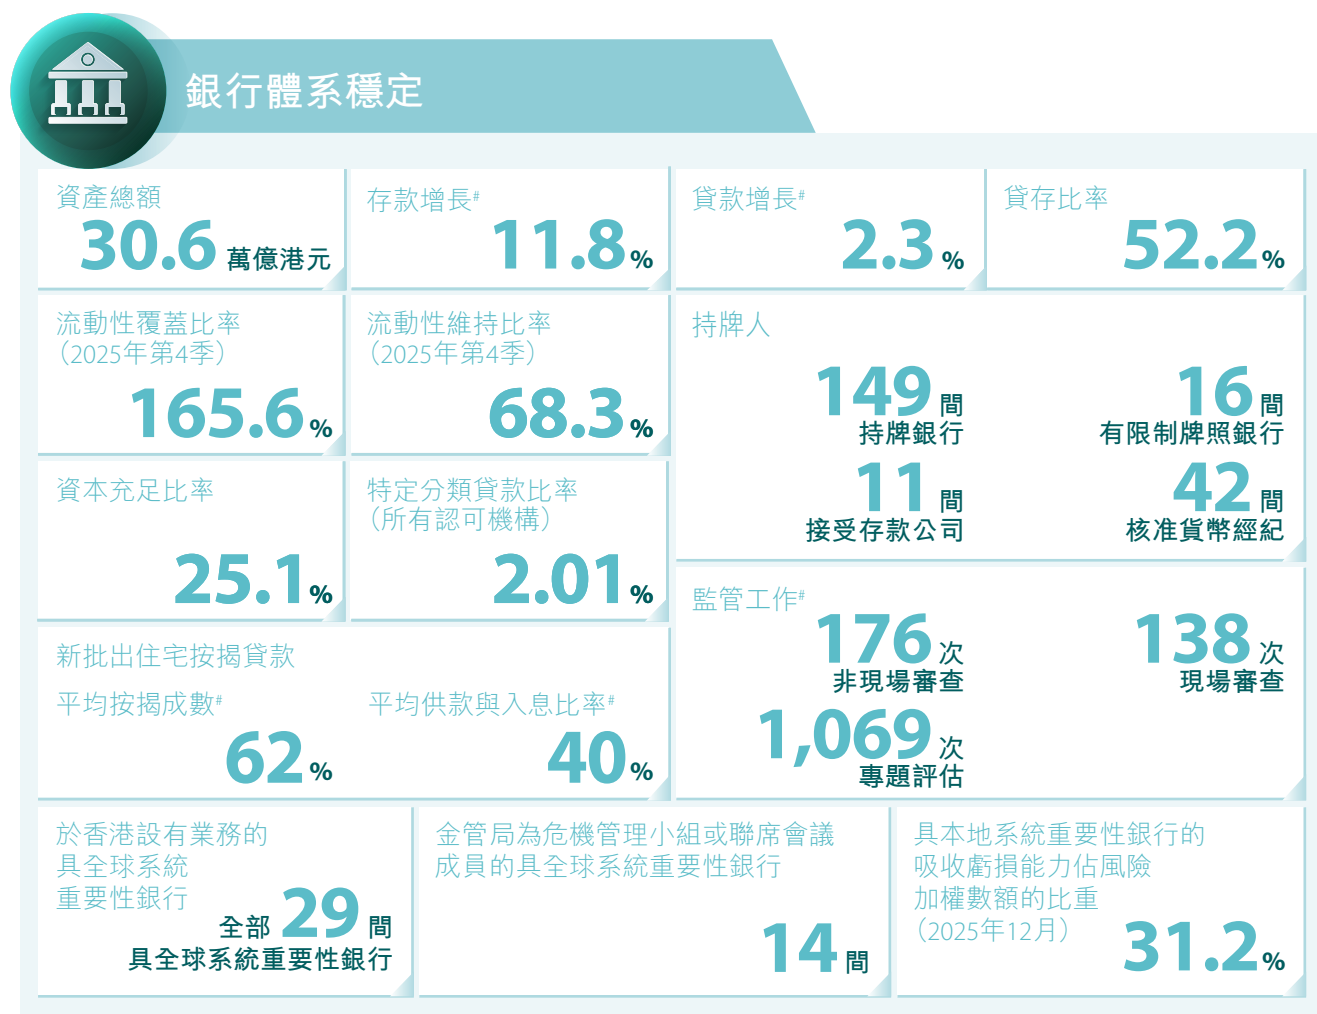 銀行體系穩定
資產總額
30.6 萬億港元
存款增長#
11.8%
貸款增長#
2.3%
貸存比率
52.2%
流動性覆蓋比率
（2025年第4季）
165.6%
流動性維持比率
（2025年第4季）
68.3%
持牌人
149 間
持牌銀行
16 間
有限制牌照銀行
11 間
接受存款公司
42 間
核准貨幣經紀
資本充足比率
25.1%
特定分類貸款比率
（所有認可機構）
2.01%
監管工作#
176 次
非現場審查
138 次
現場審查
1,069 次
專題評估
新批出住宅按揭貸款
平均按揭成數#
62%
平均供款與入息比率#
40%
於香港設有業務的
具全球系統
重要性銀行
全部 29 間
具全球系統重要性銀行
金管局為危機管理小組或聯席會議
成員的具全球系統重要性銀行
14 間
具本地系統重要性銀行的
吸收虧損能力佔風險
加權數額的比重
（2025年12月）
31.2%